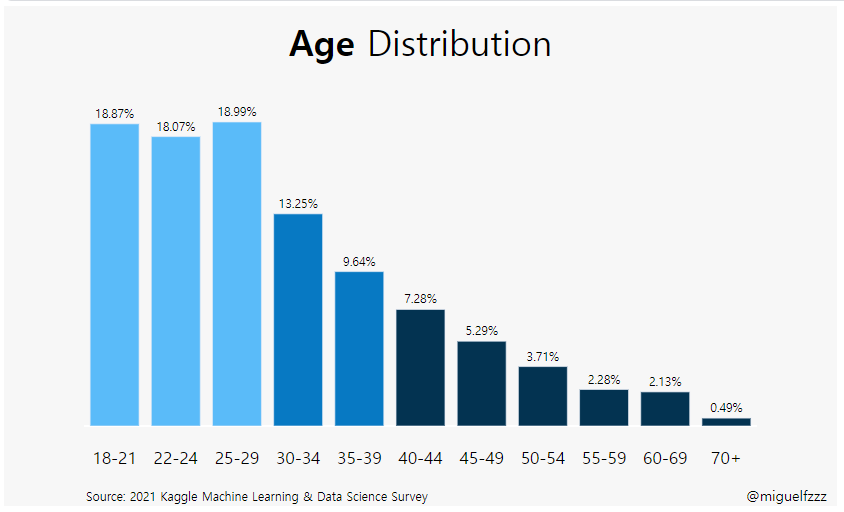 Age Distribution
18.87%
18.07%
18.99%
13.25%
9.64%
7.28%
5.29%
3.71%
2.28%
2.13%
0.49%
18-21 22-24 25-29 30-34 35-39 40-44 45-49 50-54 55-59 60-69 70+
Source: 2021 Kaggle Machine Learning & Data Science Survey
@miguelfzzz